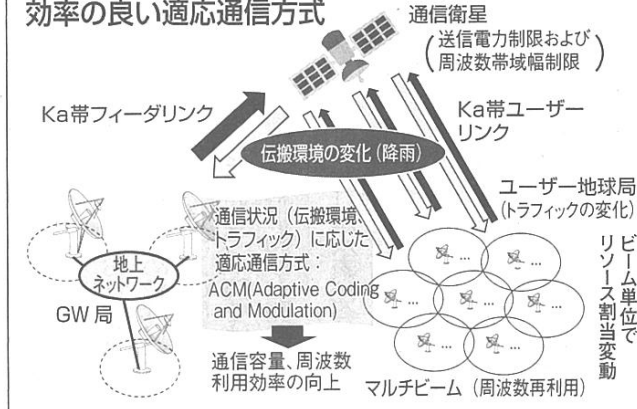 効率の良い適応通信方式
通信衛星
(送信電力制限および
周波数帯域幅制限)
Ka帯フィーダリンク
Ka帯ユーザー
リンク
伝搬環境の変化(降雨)
ユーザー地球局
(トラフィックの変化)
通信状況(伝搬環境、
トラフィック)に応じた
適応通信方式:
ACM(Adaptive Coding
and Modulation)
地上
ネットワーク
GW局
通信容量、周波数
利用効率の向上
... ...
... ... ...
... ...
マルチビーム(周波数再利用)
ビーム単位で
リソース割当変動